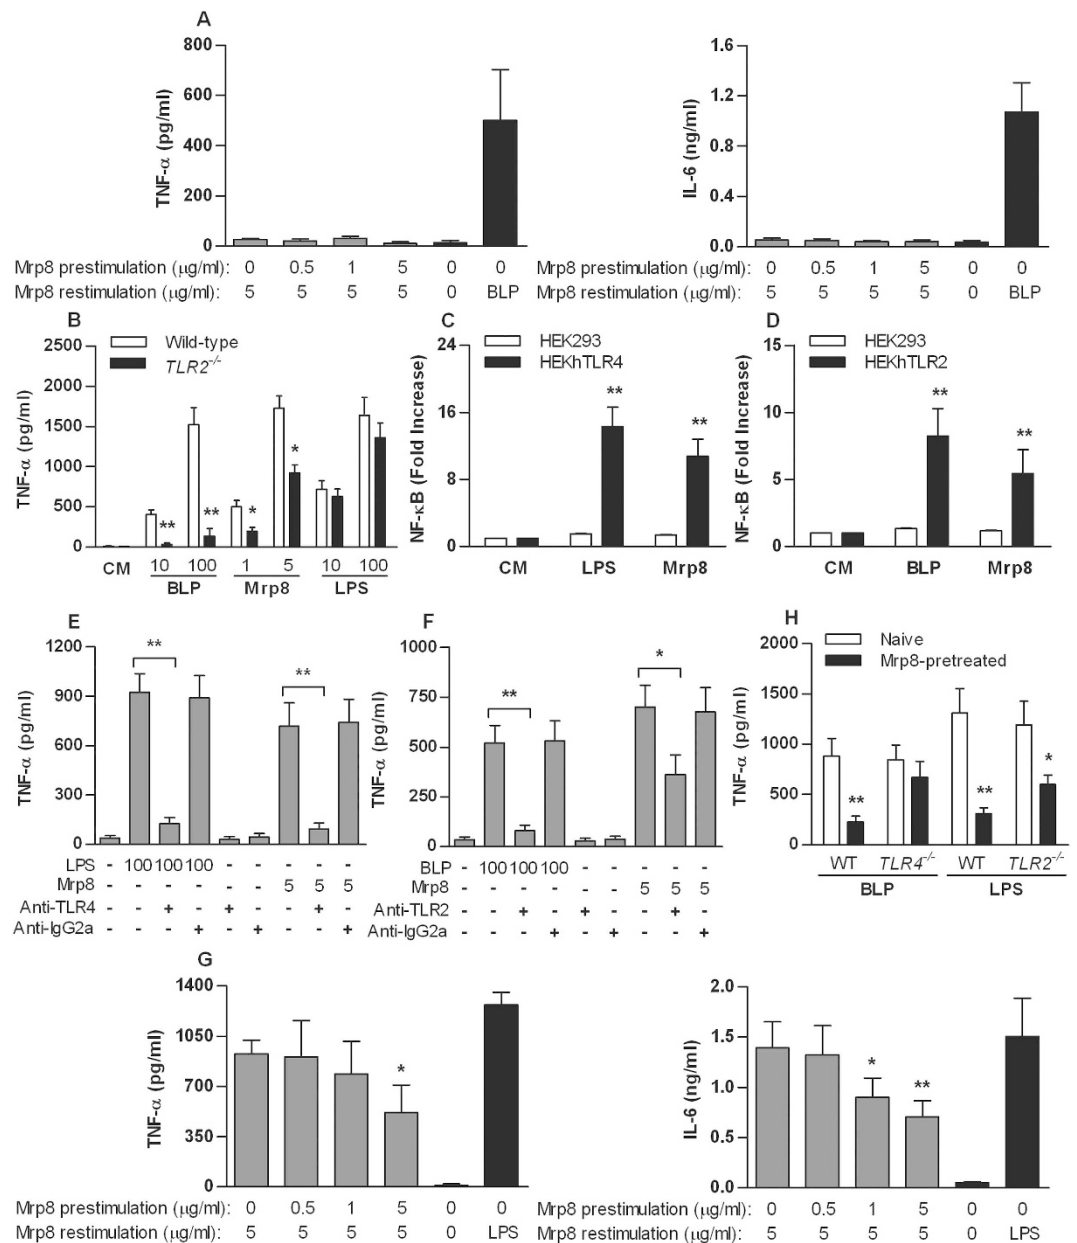 A
TNF-α (pg/ml)
800
600
400
200
0
Mrp8 prestimulation (µg/ml): 0 0.5 1 5 0 0
Mrp8 restimulation (µg/ml): 5 5 5 5 0 BLP
IL-6 (ng/ml)
1.6
1.2
0.8
0.4
0.0
Mrp8 prestimulation (µg/ml): 0 0.5 1 5 0 0
Mrp8 restimulation (µg/ml): 5 5 5 5 0 BLP
B
Wild-type
TLR2-/-
TNF-α (pg/ml)
2500
2000
1500
1000
500
0
** ** * *
CM 10 100 1 5 10 100
BLP Mrp8 LPS
C
HEK293
HEKhTLR4
NF-κB (Fold Increase)
24
16
8
0
** **
CM LPS Mrp8
D
HEK293
HEKhTLR2
NF-κB (Fold Increase)
15
10
5
0
** **
CM BLP Mrp8
E
TNF-α (pg/ml)
1200
900
600
300
0
** **
LPS - 100 100 100 - - - - -
Mrp8 - - - - - - 5 5 5
Anti-TLR4 - - + - + - - + -
Anti-IgG2a - - - + - + - - +
F
TNF-α (pg/ml)
1000
750
500
250
0
** *
BLP - 100 100 100 - - - - -
Mrp8 - - - - - - 5 5 5
Anti-TLR2 - - + - + - - + -
Anti-IgG2a - - - + - + - - +
H
Naive
Mrp8-pretreated
TNF-α (pg/ml)
2000
1500
1000
500
0
** ** *
WT TLR4-/- WT TLR2-/-
BLP LPS
G
TNF-α (pg/ml)
1400
1050
700
350
0
*
Mrp8 prestimulation (µg/ml): 0 0.5 1 5 0 0
Mrp8 restimulation (µg/ml): 5 5 5 5 0 LPS
IL-6 (ng/ml)
2.0
1.5
1.0
0.5
0.0
* **
Mrp8 prestimulation (µg/ml): 0 0.5 1 5 0 0
Mrp8 restimulation (µg/ml): 5 5 5 5 0 LPS